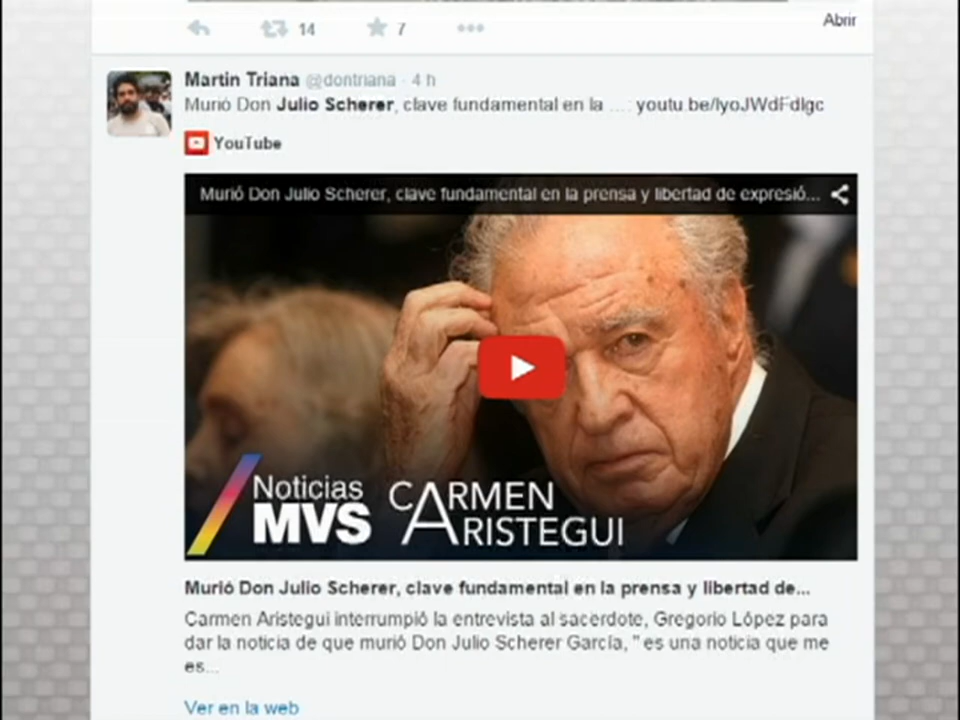 14
7
Abrir
Martin Triana @dontriana · 4 h
Murió Don Julio Scherer, clave fundamental en la ...: youtu.be/lyoJWdFdlgc
YouTube
Murió Don Julio Scherer, clave fundamental en la prensa y libertad de expresió...
Noticias
MVS
CARMEN
ARISTEGUI
Murió Don Julio Scherer, clave fundamental en la prensa y libertad de...
Carmen Aristegui interrumpió la entrevista al sacerdote, Gregorio López para
dar la noticia de que murió Don Julio Scherer García, " es una noticia que me
es...
Ver en la web